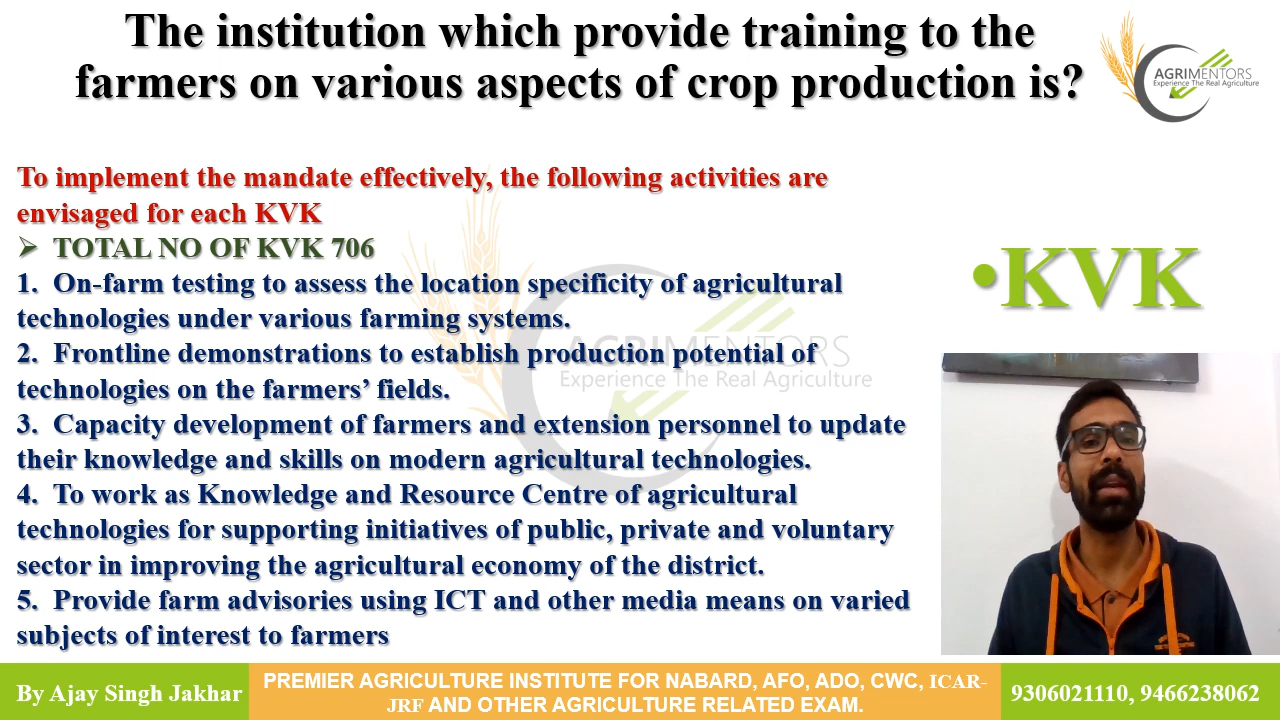 The institution which provide training to the
farmers on various aspects of crop production is?
AGRIMENTORS
Experience The Real Agriculture
To implement the mandate effectively, the following activities are
envisaged for each KVK
➢ TOTAL NO OF KVK 706
1. On-farm testing to assess the location specificity of agricultural
technologies under various farming systems.
2. Frontline demonstrations to establish production potential of
technologies on the farmers’ fields.
3. Capacity development of farmers and extension personnel to update
their knowledge and skills on modern agricultural technologies.
4. To work as Knowledge and Resource Centre of agricultural
technologies for supporting initiatives of public, private and voluntary
sector in improving the agricultural economy of the district.
5. Provide farm advisories using ICT and other media means on varied
subjects of interest to farmers
•KVK
AGRIMENTORS
Experience The Real Agriculture
By Ajay Singh Jakhar
PREMIER AGRICULTURE INSTITUTE FOR NABARD, AFO, ADO, CWC, ICAR-
JRF AND OTHER AGRICULTURE RELATED EXAM.
9306021110, 9466238062